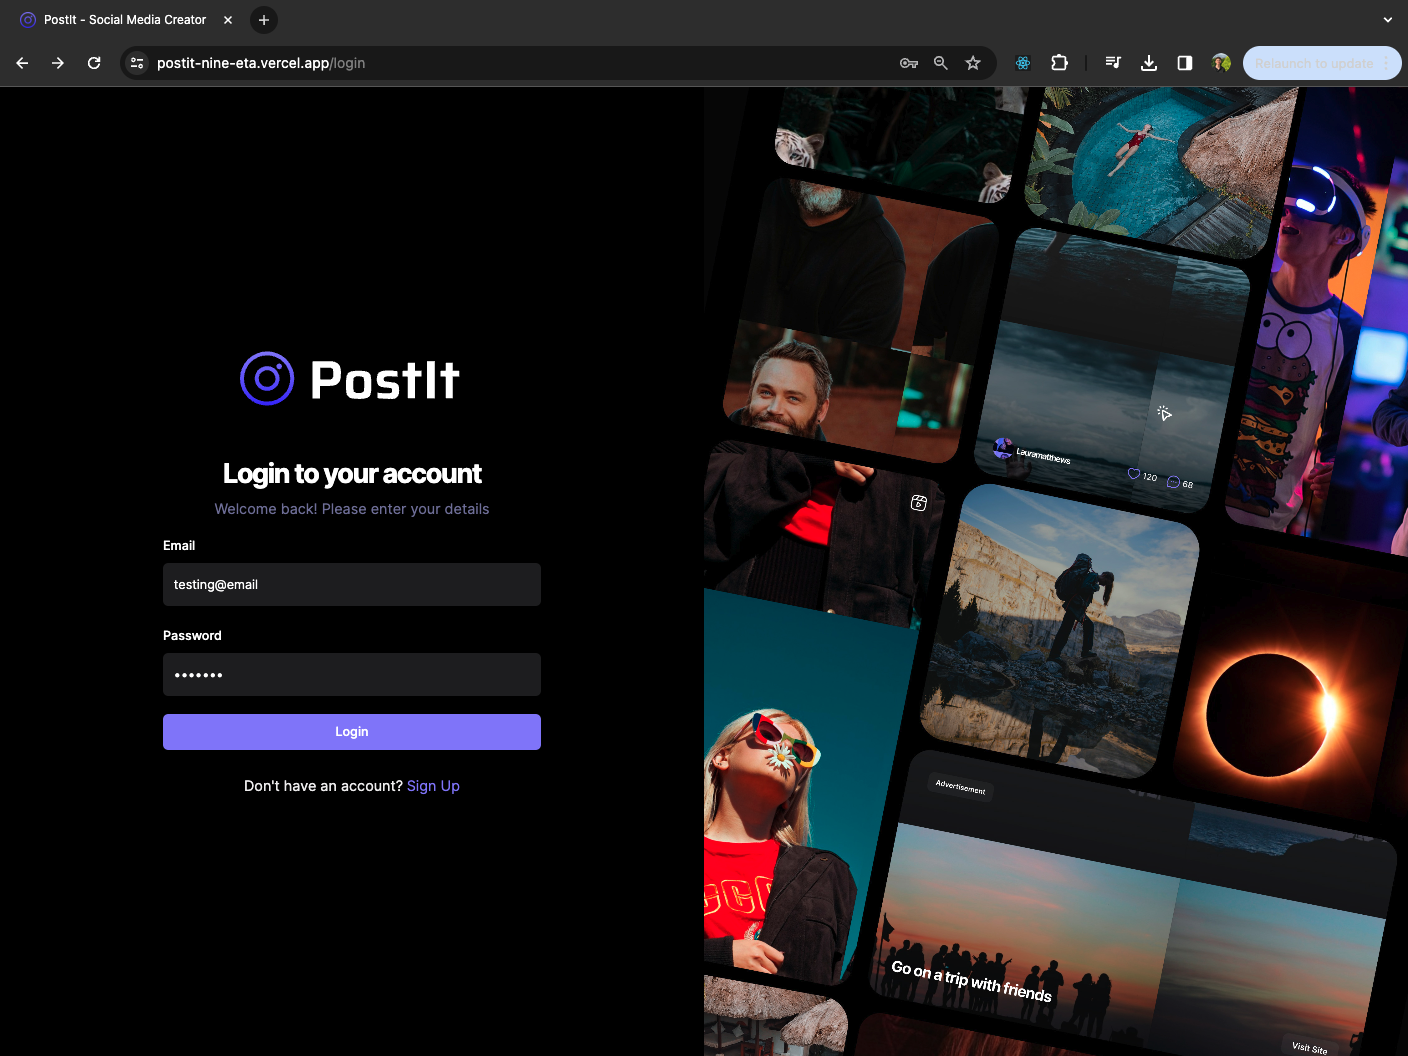 PostIt - Social Media Creator
postit-nine-eta.vercel.app/login
Relaunch to update
PostIt
Login to your account
Welcome back! Please enter your details
Email
testing@email
Password
•••••••
Login
Don't have an account? Sign Up
Lauramatthews
120
68
Advertisement
Go on a trip with friends
Visit Site